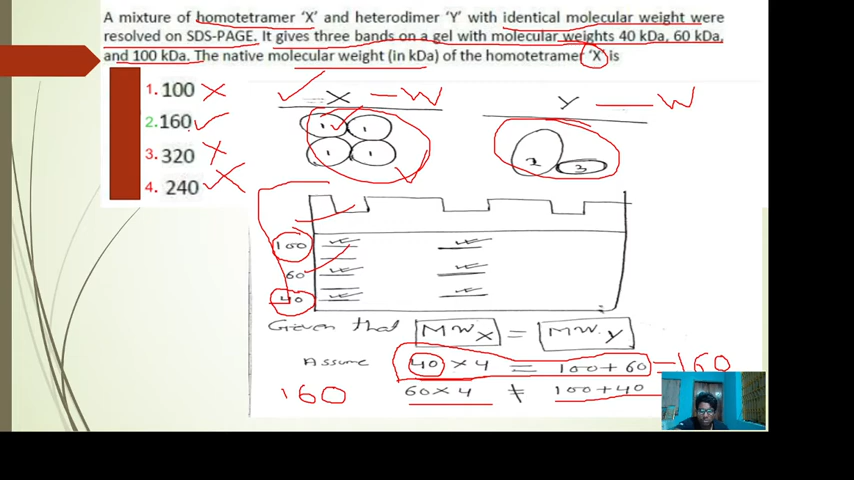 A mixture of homotetramer 'X' and heterodimer 'Y' with identical molecular weight were
resolved on SDS-PAGE. It gives three bands on a gel with molecular weights 40 kDa, 60 kDa,
and 100 kDa. The native molecular weight (in kDa) of the homotetramer 'X' is
1. 100
2. 160
3. 320
4. 240
X — W
Y — W
1 1
1 1
2 3
100
60
40
Given that MWX = MW.Y
Assume 40 × 4 = 100 + 60 — 160
160 60 × 4 ≠ 100 + 40